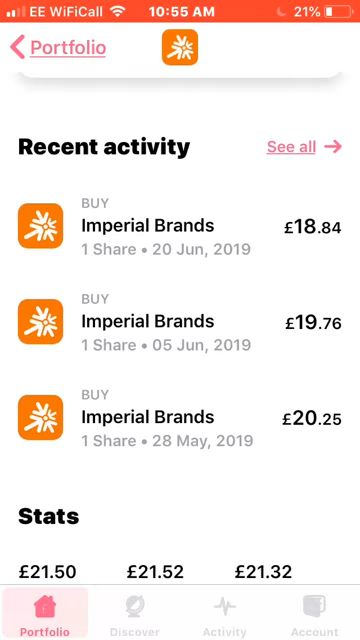 EE WiFiCall 10:55 AM 21%
Portfolio
Recent activity See all
BUY
Imperial Brands £18.84
1 Share • 20 Jun, 2019
BUY
Imperial Brands £19.76
1 Share • 05 Jun, 2019
BUY
Imperial Brands £20.25
1 Share • 28 May, 2019
Stats
£21.50 £21.52 £21.32
Portfolio Discover Activity Account